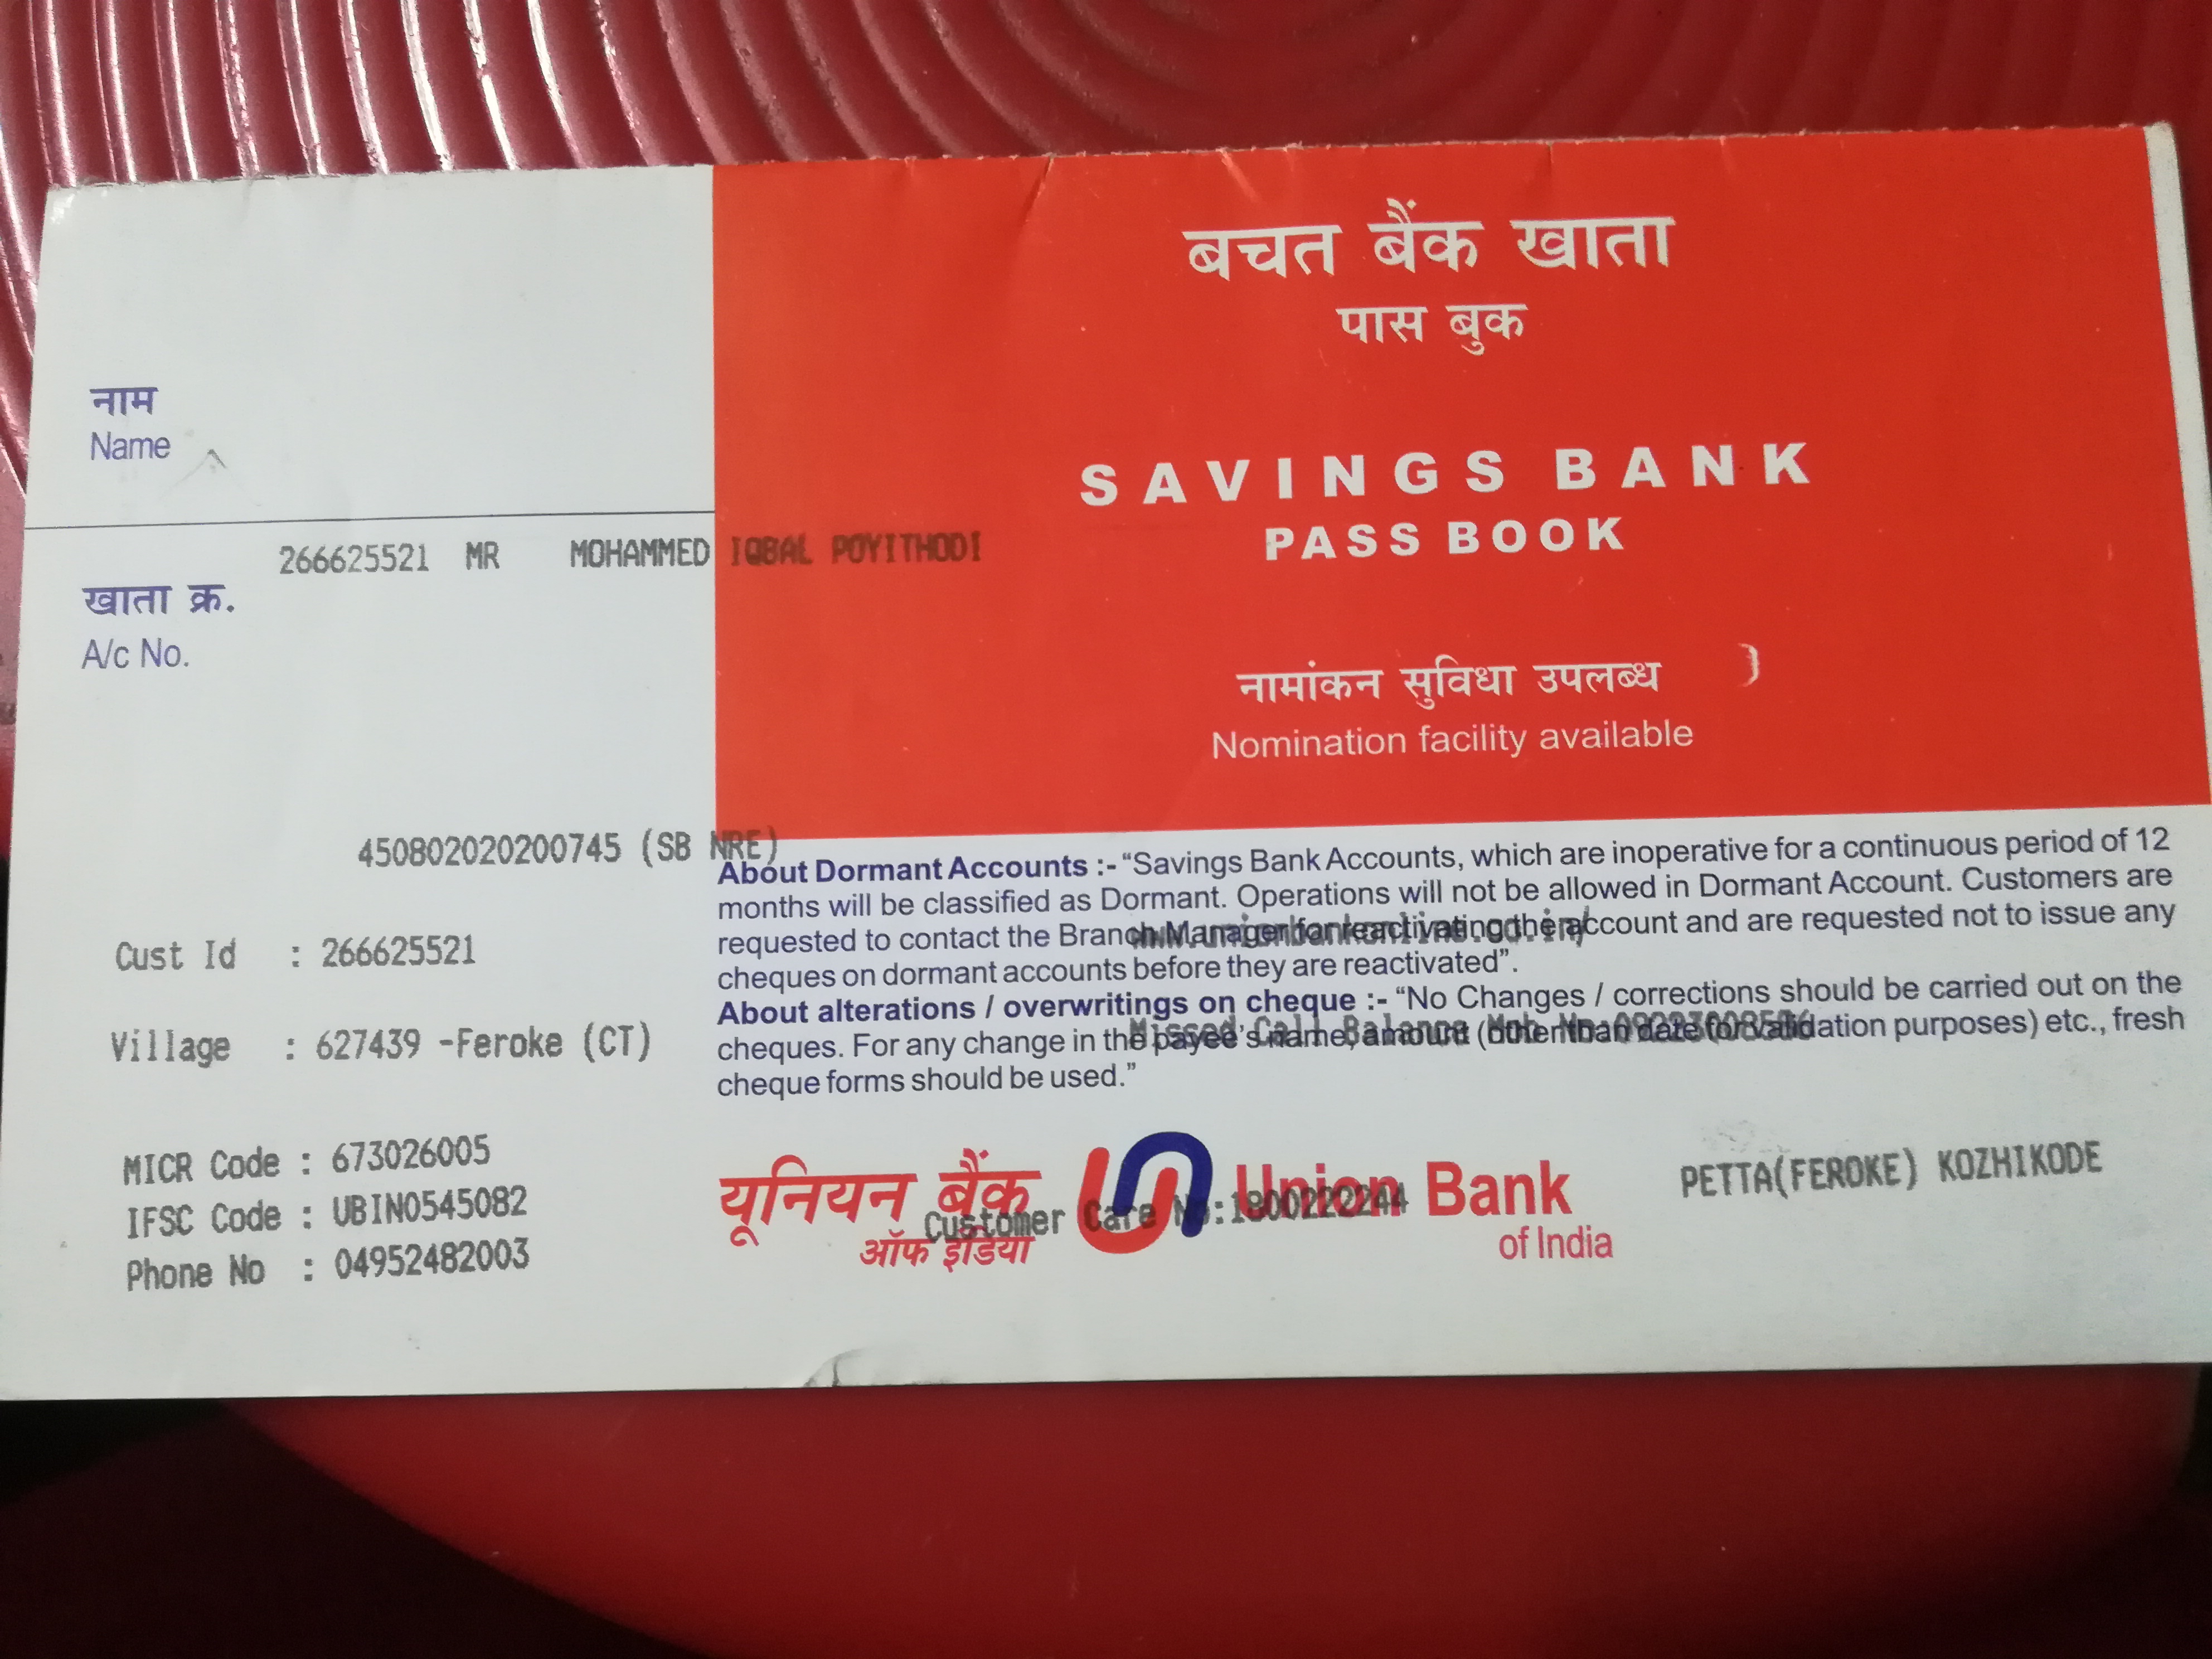 बचत बैंक खाता
पास बुक
SAVINGS BANK
PASS BOOK
नामांकन सुविधा उपलब्ध
Nomination facility available
नाम
Name
266625521 MR MOHAMMED IQBAL POYITHODI
खाता क्र.
A/c No.
450802020200745 (SB NRE)
Cust Id : 266625521
Village : 627439 -Feroke (CT)
MICR Code : 673026005
IFSC Code : UBIN0545082
Phone No : 04952482003
About Dormant Accounts :- “Savings Bank Accounts, which are inoperative for a continuous period of 12
months will be classified as Dormant. Operations will not be allowed in Dormant Account. Customers are
requested to contact the Branch Manager for reactivating the account and are requested not to issue any
www.unionbankonline.co.in/
cheques on dormant accounts before they are reactivated”.
About alterations / overwritings on cheque :- “No Changes / corrections should be carried out on the
cheques. For any change in the payee's name, amount (other than date for validation purposes) etc., fresh
Missed Call Balance Mob No:
cheque forms should be used.”
यूनियन बैंक
ऑफ इंडिया
Union Bank
of India
Customer Care No:1800222244
PETTA(FEROKE) KOZHIKODE